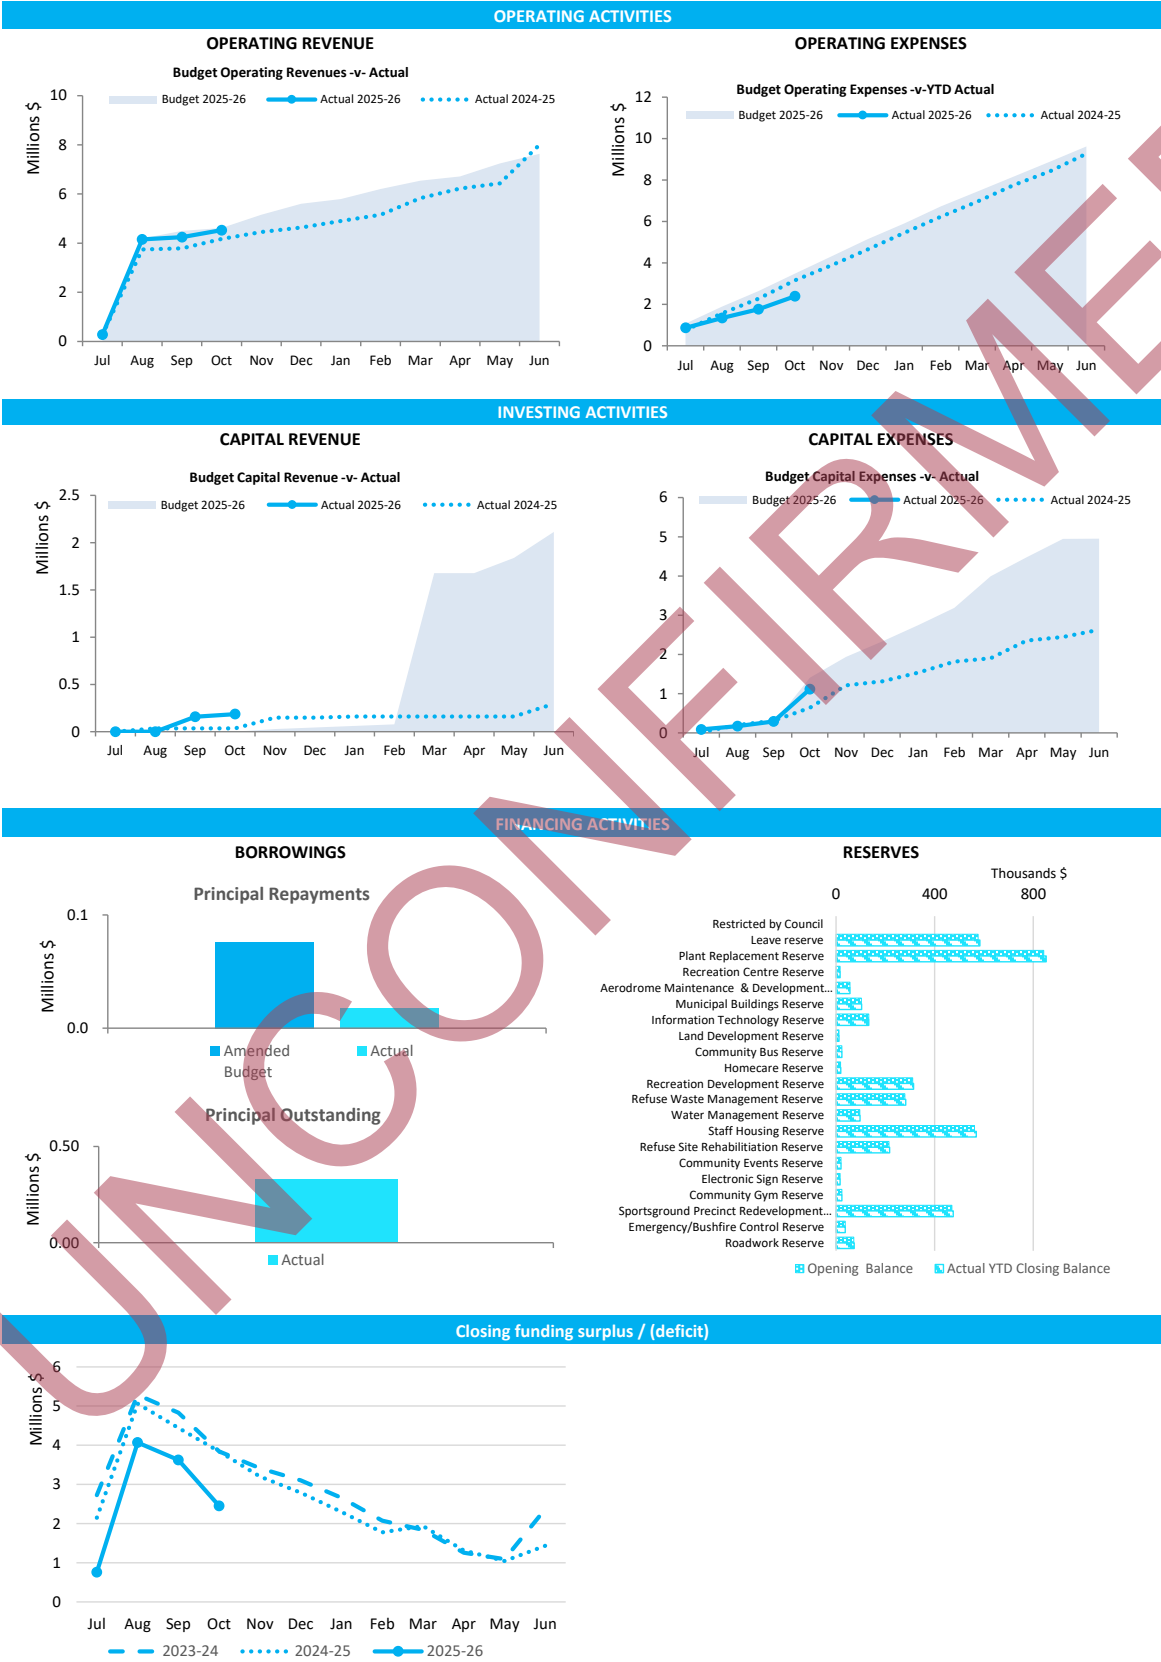 OPERATING ACTIVITIES
OPERATING REVENUE
Budget Operating Revenues -v- Actual
Budget 2025-26 Actual 2025-26 Actual 2024-25
Millions $
10
8
6
4
2
0
Jul Aug Sep Oct Nov Dec Jan Feb Mar Apr May Jun
OPERATING EXPENSES
Budget Operating Expenses -v-YTD Actual
Budget 2025-26 Actual 2025-26 Actual 2024-25
Millions $
12
10
8
6
4
2
0
Jul Aug Sep Oct Nov Dec Jan Feb Mar Apr May Jun
INVESTING ACTIVITIES
CAPITAL REVENUE
Budget Capital Revenue -v- Actual
Budget 2025-26 Actual 2025-26 Actual 2024-25
Millions $
2.5
2
1.5
1
0.5
0
Jul Aug Sep Oct Nov Dec Jan Feb Mar Apr May Jun
CAPITAL EXPENSES
Budget Capital Expenses -v- Actual
Budget 2025-26 Actual 2025-26 Actual 2024-25
6
5
4
3
2
1
0
Jul Aug Sep Oct Nov Dec Jan Feb Mar Apr May Jun
FINANCING ACTIVITIES
BORROWINGS
Principal Repayments
Millions $
0.1
0.0
Amended Budget
Actual
Principal Outstanding
Millions $
0.50
0.00
Actual
RESERVES
Thousands $
0 400 800
Restricted by Council
Leave reserve
Plant Replacement Reserve
Recreation Centre Reserve
Aerodrome Maintenance & Development...
Municipal Buildings Reserve
Information Technology Reserve
Land Development Reserve
Community Bus Reserve
Homecare Reserve
Recreation Development Reserve
Refuse Waste Management Reserve
Water Management Reserve
Staff Housing Reserve
Refuse Site Rehabilitiation Reserve
Community Events Reserve
Electronic Sign Reserve
Community Gym Reserve
Sportsground Precinct Redevelopment...
Emergency/Bushfire Control Reserve
Roadwork Reserve
Opening Balance Actual YTD Closing Balance
Closing funding surplus / (deficit)
Millions $
6
5
4
3
2
1
0
Jul Aug Sep Oct Nov Dec Jan Feb Mar Apr May Jun
2023-24 2024-25 2025-26
UNCONFIRME